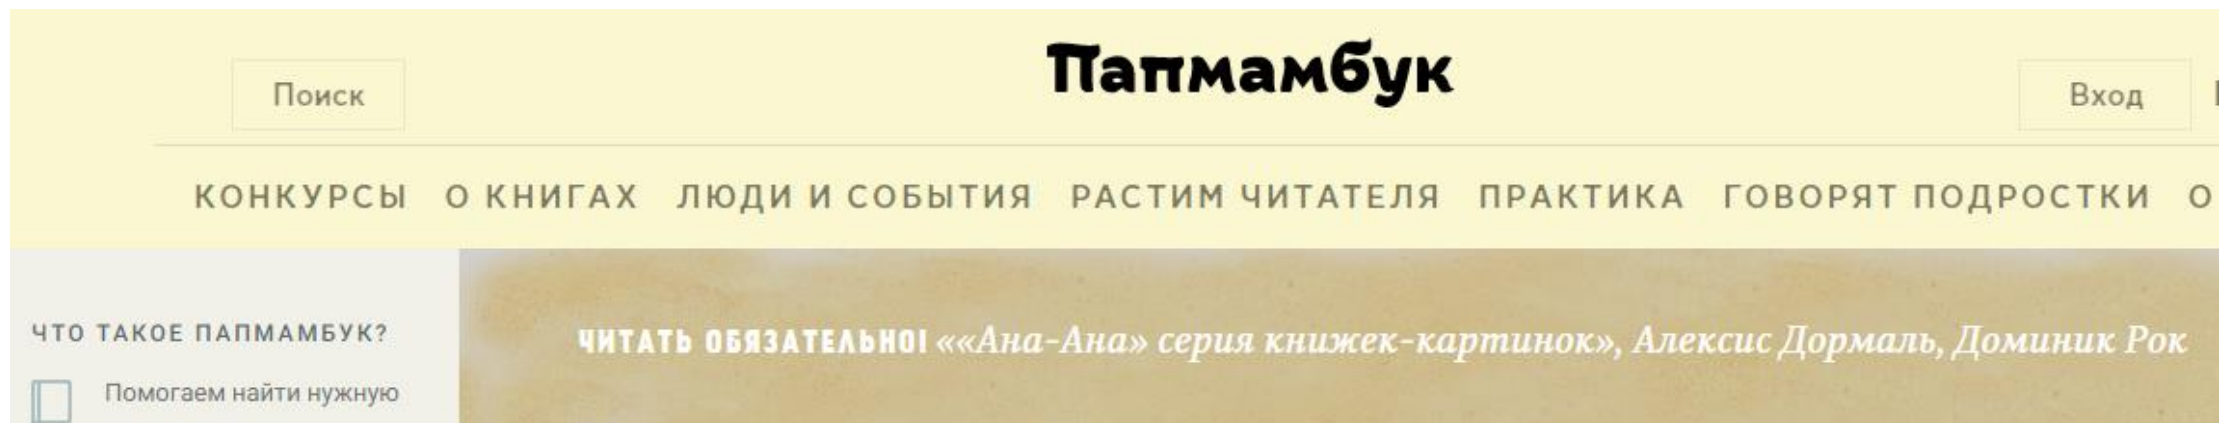 Папмамбук
Поиск
Вход
КОНКУРСЫ О КНИГАХ ЛЮДИ И СОБЫТИЯ РАСТИМ ЧИТАТЕЛЯ ПРАКТИКА ГОВОРЯТ ПОДРОСТКИ О
ЧТО ТАКОЕ ПАПМАМБУК?
Помогаем найти нужную
ЧИТАТЬ ОБЯЗАТЕЛЬНО! ««Ана-Ана» серия книжек-картинок», Алексис Дормаль, Доминик Рок